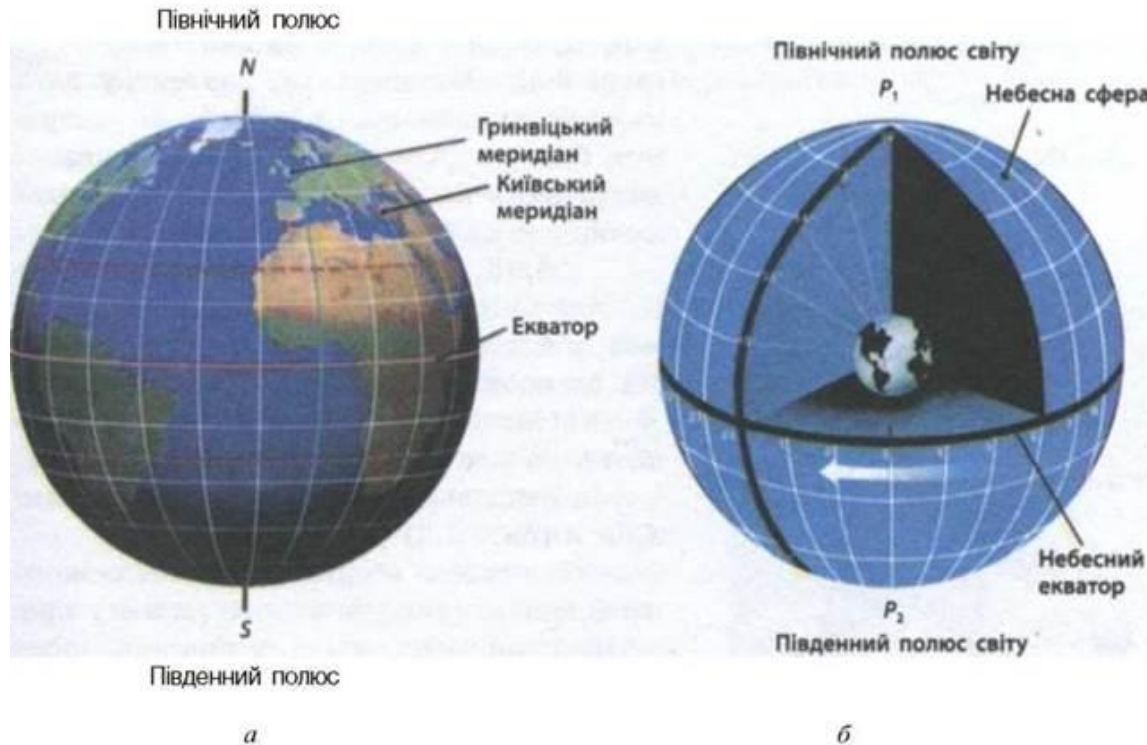 Північний полюс
N
Гринвіцький
меридіан
Київський
меридіан
Екватор
S
Південний полюс
а
Північний полюс світу
P₁
Небесна сфера
Небесний
екватор
P₂
Південний полюс світу
б